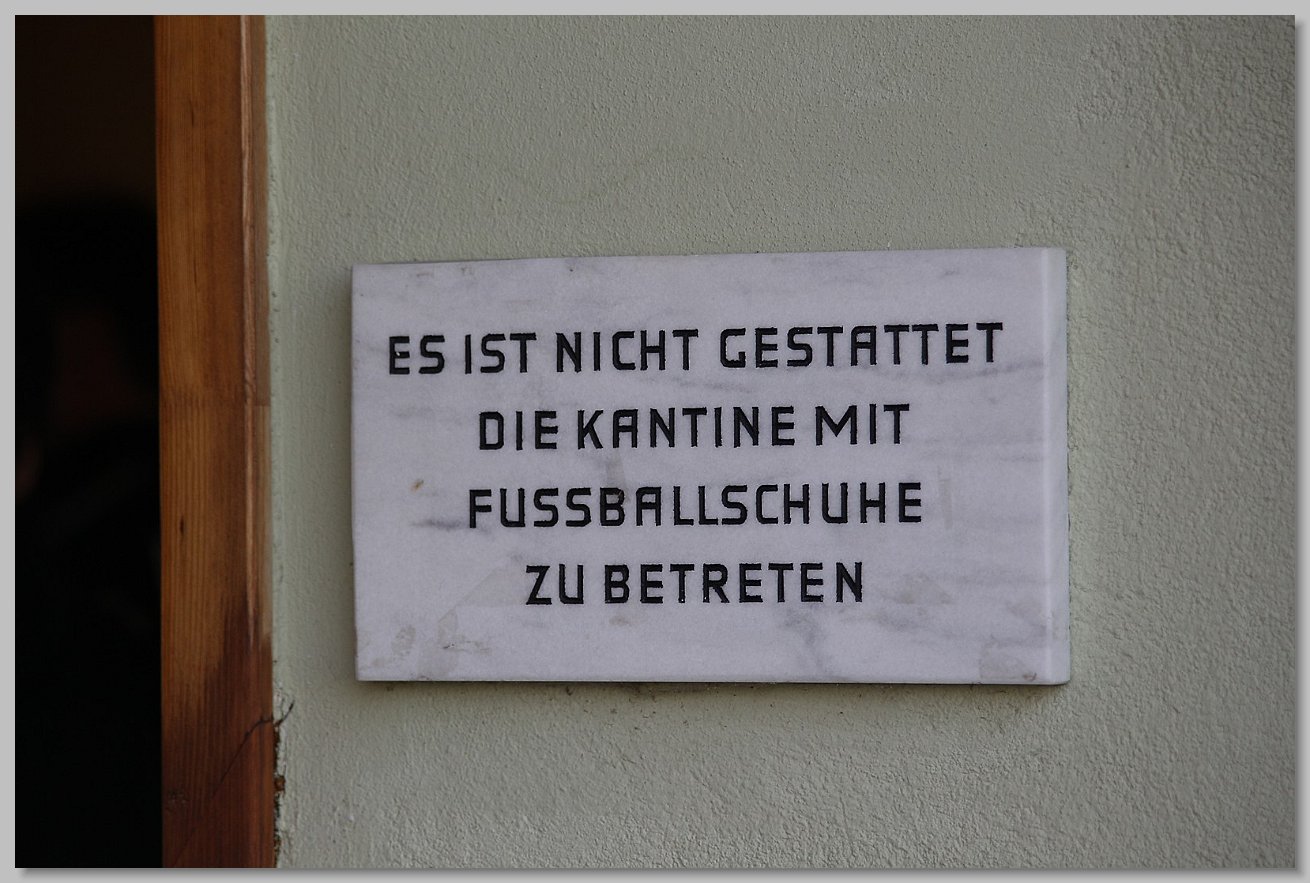 ES IST NICHT GESTATTET
DIE KANTINE MIT
FUSSBALLSCHUHE
ZU BETRETEN